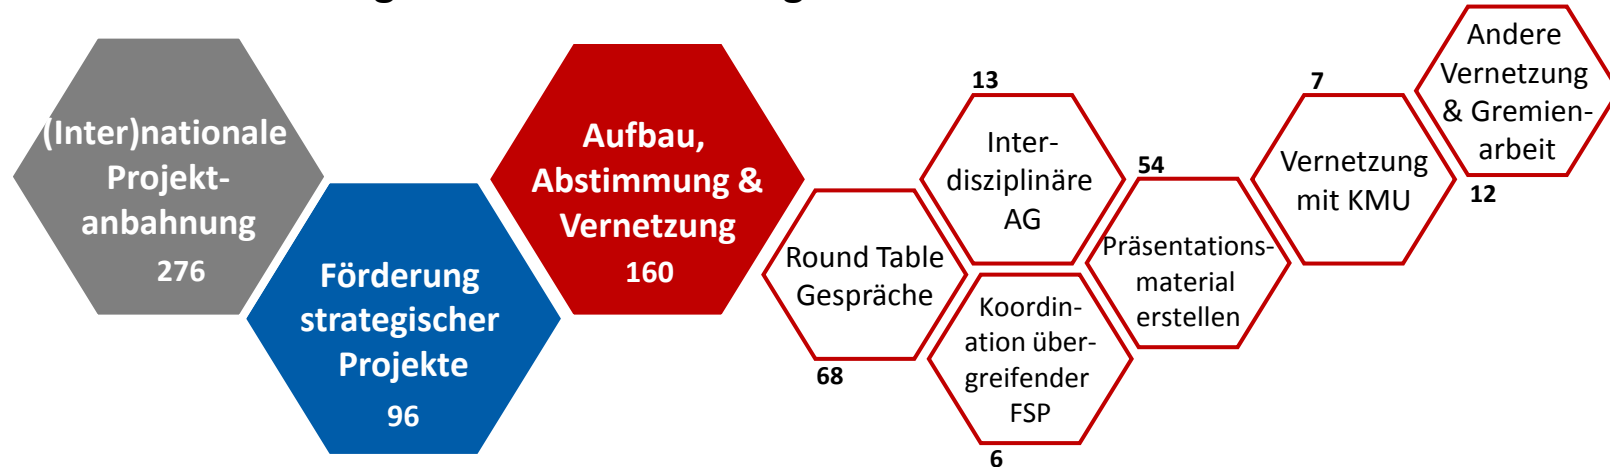 (Inter)nationale
Projekt-
anbahnung
276
Förderung
strategischer
Projekte
96
Aufbau,
Abstimmung &
Vernetzung
160
Round Table
Gespräche
68
13
Inter-
disziplinäre
AG
Koordin-
ation über-
greifender
FSP
6
54
Präsentations-
material
erstellen
7
Vernetzung
mit KMU
Andere
Vernetzung
& Gremien-
arbeit
12